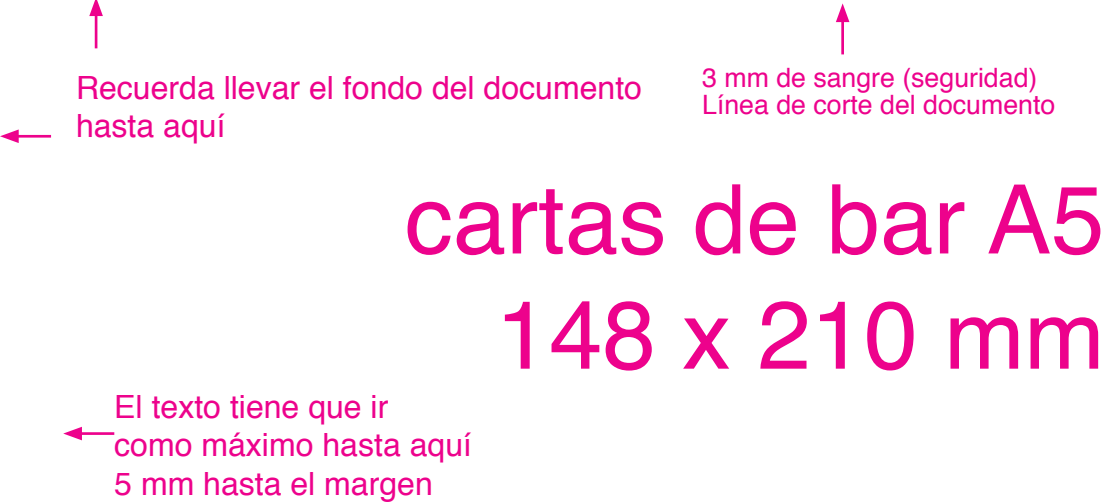 Recuerda llevar el fondo del documento
hasta aquí
3 mm de sangre (seguridad)
Línea de corte del documento
cartas de bar A5
148 x 210 mm
El texto tiene que ir
como máximo hasta aquí
5 mm hasta el margen